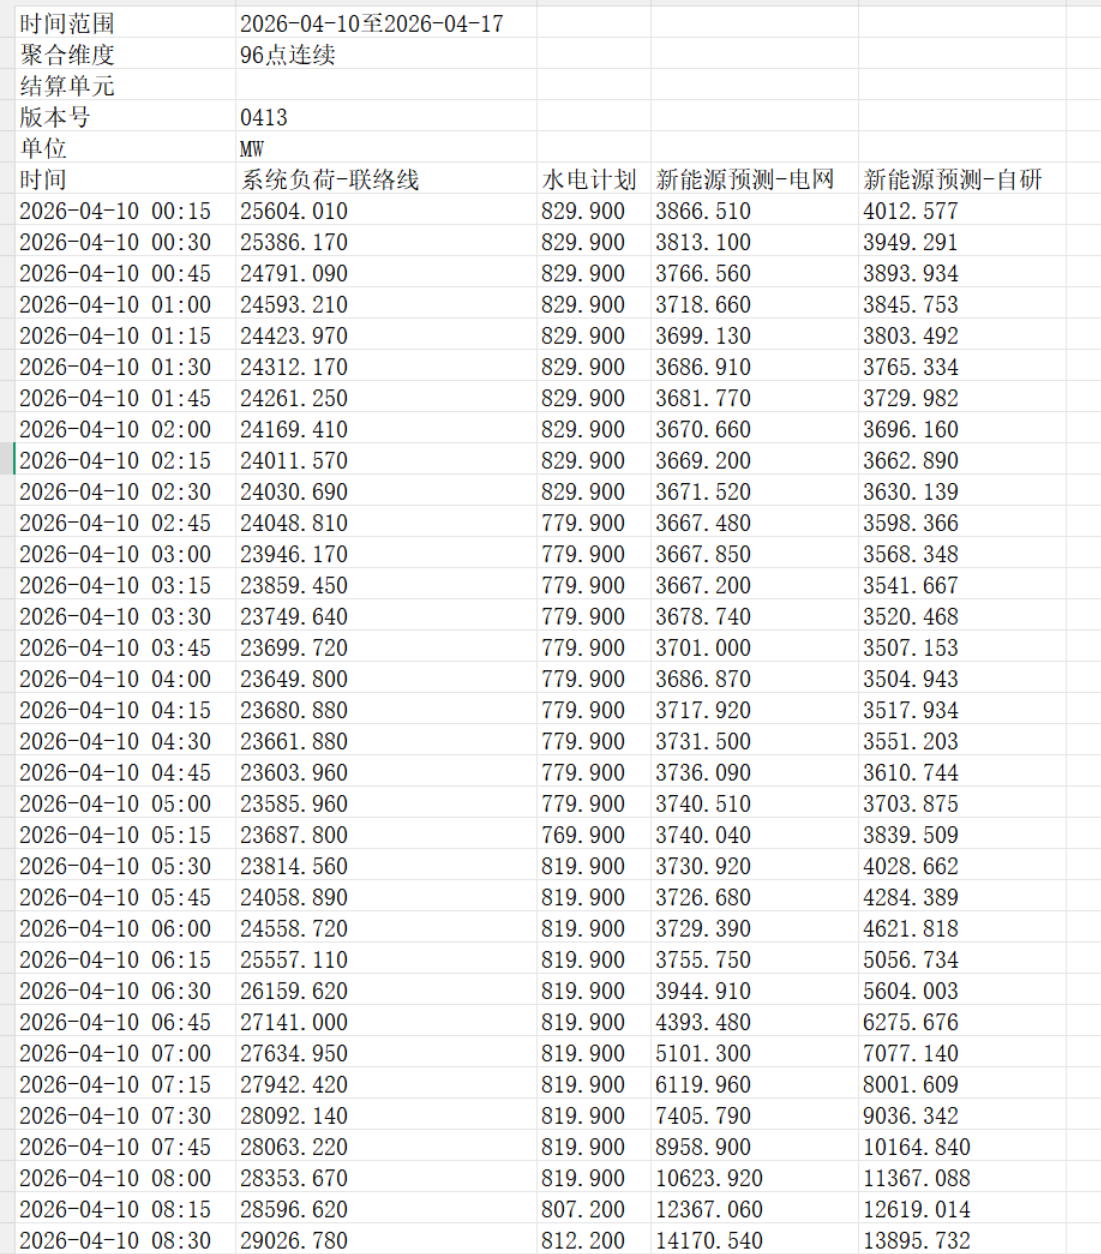 时间范围 2026-04-10至2026-04-17
聚合维度 96点连续
结算单元
版本号 0413
单位 MW
时间 系统负荷-联络线 水电计划 新能源预测-电网 新能源预测-自研
2026-04-10 00:15 25604.010 829.900 3866.510 4012.577
2026-04-10 00:30 25386.170 829.900 3813.100 3949.291
2026-04-10 00:45 24791.090 829.900 3766.560 3893.934
2026-04-10 01:00 24593.210 829.900 3718.660 3845.753
2026-04-10 01:15 24423.970 829.900 3699.130 3803.492
2026-04-10 01:30 24312.170 829.900 3686.910 3765.334
2026-04-10 01:45 24261.250 829.900 3681.770 3729.982
2026-04-10 02:00 24169.410 829.900 3670.660 3696.160
2026-04-10 02:15 24011.570 829.900 3669.200 3662.890
2026-04-10 02:30 24030.690 829.900 3671.520 3630.139
2026-04-10 02:45 24048.810 779.900 3667.480 3598.366
2026-04-10 03:00 23946.170 779.900 3667.850 3568.348
2026-04-10 03:15 23859.450 779.900 3667.200 3541.667
2026-04-10 03:30 23749.640 779.900 3678.740 3520.468
2026-04-10 03:45 23699.720 779.900 3701.000 3507.153
2026-04-10 04:00 23649.800 779.900 3686.870 3504.943
2026-04-10 04:15 23680.880 779.900 3717.920 3517.934
2026-04-10 04:30 23661.880 779.900 3731.500 3551.203
2026-04-10 04:45 23603.960 779.900 3736.090 3610.744
2026-04-10 05:00 23585.960 779.900 3740.510 3703.875
2026-04-10 05:15 23687.800 769.900 3740.040 3839.509
2026-04-10 05:30 23814.560 819.900 3730.920 4028.662
2026-04-10 05:45 24058.890 819.900 3726.680 4284.389
2026-04-10 06:00 24558.720 819.900 3729.390 4621.818
2026-04-10 06:15 25557.110 819.900 3755.750 5056.734
2026-04-10 06:30 26159.620 819.900 3944.910 5604.003
2026-04-10 06:45 27141.000 819.900 4393.480 6275.676
2026-04-10 07:00 27634.950 819.900 5101.300 7077.140
2026-04-10 07:15 27942.420 819.900 6119.960 8001.609
2026-04-10 07:30 28092.140 819.900 7405.790 9036.342
2026-04-10 07:45 28063.220 819.900 8958.900 10164.840
2026-04-10 08:00 28353.670 819.900 10623.920 11367.088
2026-04-10 08:15 28596.620 807.200 12367.060 12619.014
2026-04-10 08:30 29026.780 812.200 14170.540 13895.732